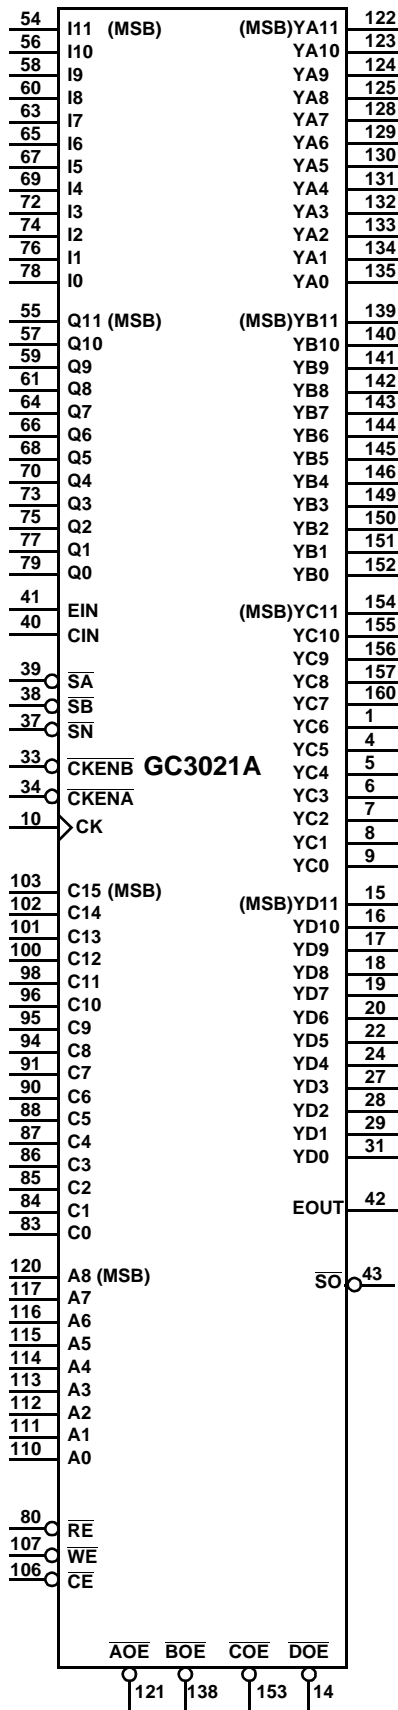 54 I11 (MSB) (MSB)YA11 122
56 I10 YA10 123
58 I9 YA9 124
60 I8 YA8 125
63 I7 YA7 128
65 I6 YA6 129
67 I5 YA5 130
69 I4 YA4 131
72 I3 YA3 132
74 I2 YA2 133
76 I1 YA1 134
78 I0 YA0 135
55 Q11 (MSB) (MSB)YB11 139
57 Q10 YB10 140
59 Q9 YB9 141
61 Q8 YB8 142
64 Q7 YB7 143
66 Q6 YB6 144
68 Q5 YB5 145
70 Q4 YB4 146
73 Q3 YB3 149
75 Q2 YB2 150
77 Q1 YB1 151
79 Q0 YB0 152
41 EIN (MSB)YC11 154
40 CIN YC10 155
YC9 156
39 SA YC8 157
38 SB YC7 160
37 SN YC6 1
YC5 4
33 CKENB GC3021A YC4 5
34 CKENA YC3 6
10 CK YC2 7
YC1 8
YC0 9
103 C15 (MSB) (MSB)YD11 15
102 C14 YD10 16
101 C13 YD9 17
100 C12 YD8 18
98 C11 YD7 19
96 C10 YD6 20
95 C9 YD5 22
94 C8 YD4 24
91 C7 YD3 27
90 C6 YD2 28
88 C5 YD1 29
87 C4 YD0 31
86 C3
85 C2
84 C1 EOUT 42
83 C0
120 A8 (MSB) SO 43
117 A7
116 A6
115 A5
114 A4
113 A3
112 A2
111 A1
110 A0
80 RE
107 WE
106 CE
AOE BOE COE DOE
121 138 153 14